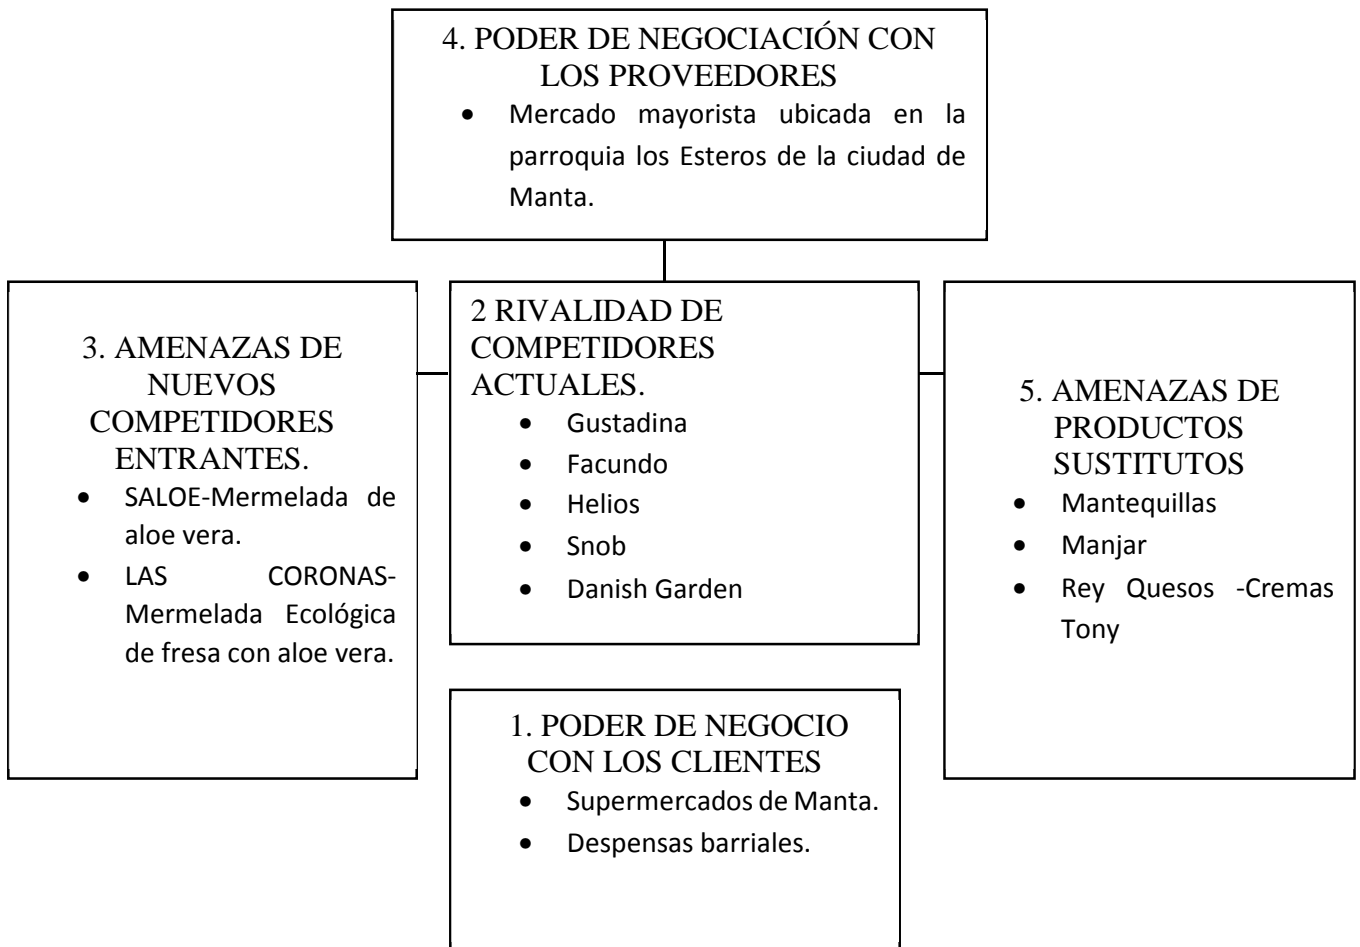 4. PODER DE NEGOCIACIÓN CON
LOS PROVEEDORES
• Mercado mayorista ubicada en la
parroquia los Esteros de la ciudad de
Manta.
3. AMENAZAS DE
NUEVOS
COMPETIDORES
ENTRANTES.
• SALOE-Mermelada de
aloe vera.
• LAS CORONAS-
Mermelada Ecológica
de fresa con aloe vera.
2 RIVALIDAD DE
COMPETIDORES
ACTUALES.
• Gustadina
• Facundo
• Helios
• Snob
• Danish Garden
5. AMENAZAS DE
PRODUCTOS
SUSTITUTOS
• Mantequillas
• Manjar
• Rey Quesos -Cremas
Tony
1. PODER DE NEGOCIO
CON LOS CLIENTES
• Supermercados de Manta.
• Despensas barriales.